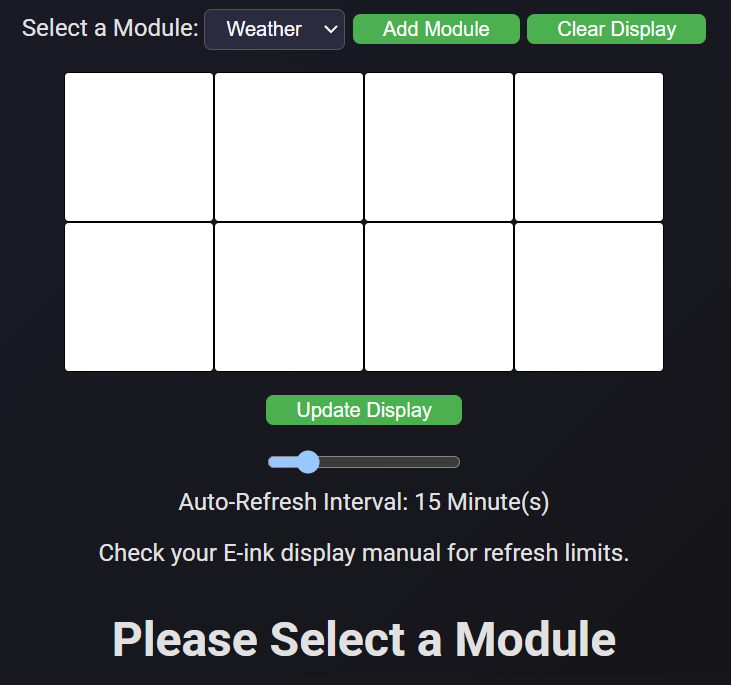 Select a Module: Weather Add Module Clear Display
Update Display
Auto-Refresh Interval: 15 Minute(s)
Check your E-ink display manual for refresh limits.
Please Select a Module